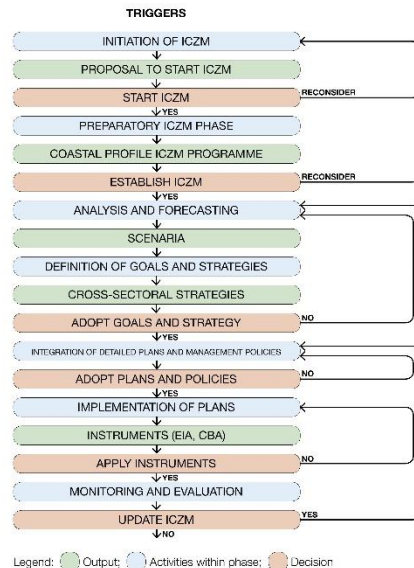 TRIGGERS
INITIATION OF ICZM
PROPOSAL TO START ICZM
START ICZM
RECONSIDER
YES
PREPARATORY ICZM PHASE
COASTAL PROFILE ICZM PROGRAMME
ESTABLISH ICZM
RECONSIDER
YES
ANALYSIS AND FORECASTING
SCENARIA
DEFINITION OF GOALS AND STRATEGIES
CROSS-SECTORAL STRATEGIES
ADOPT GOALS AND STRATEGY
NO
YES
INTEGRATION OF DETAILED PLANS AND MANAGEMENT POLICIES
ADOPT PLANS AND POLICIES
NO
YES
IMPLEMENTATION OF PLANS
INSTRUMENTS (EIA, CBA)
APPLY INSTRUMENTS
NO
YES
MONITORING AND EVALUATION
UPDATE ICZM
YES
NO
Legend: Output; Activities within phase; Decision